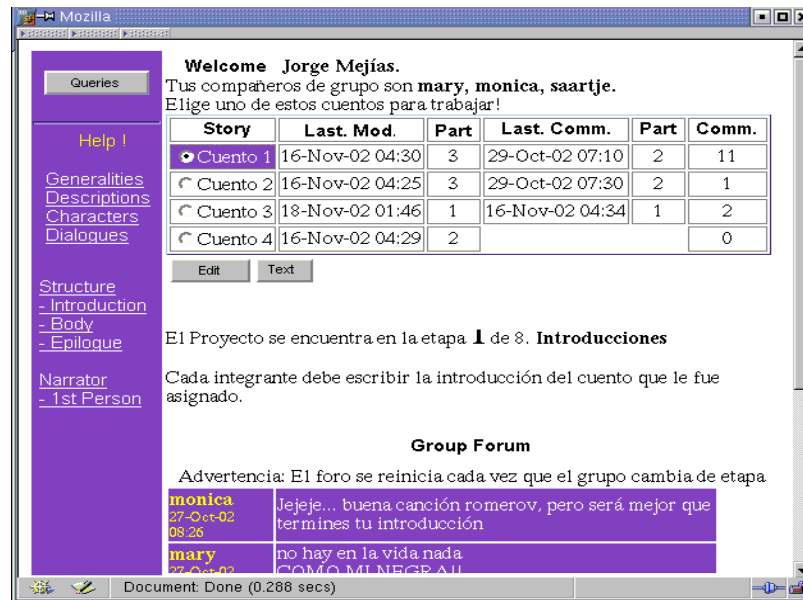 Mozilla
Queries
Help !
Generalities
Descriptions
Characters
Dialogues
Structure
- Introduction
- Body
- Epilogue
Narrator
- 1st Person
Welcome Jorge Mejías.
Tus compañeros de grupo son mary, monica, saartje.
Elige uno de estos cuentos para trabajar!
Story Last. Mod. Part Last. Comm. Part Comm.
Cuento 1 16-Nov-02 04:30 3 29-Oct-02 07:10 2 11
Cuento 2 16-Nov-02 04:25 3 29-Oct-02 07:30 2 1
Cuento 3 18-Nov-02 01:46 1 16-Nov-02 04:34 1 2
Cuento 4 16-Nov-02 04:29 2 0
Edit Text
El Proyecto se encuentra en la etapa 1 de 8. Introducciones
Cada integrante debe escribir la introducción del cuento que le fue
asignado.
Group Forum
Advertencia: El foro se reinicia cada vez que el grupo cambia de etapa
monica
27-Oct-02
08:26
Jejeje... buena canción romerov, pero será mejor que
termines tu introducción
mary
27-Oct-02
no hay en la vida nada
COMO MI NEGRA!!
Document: Done (0.288 secs)